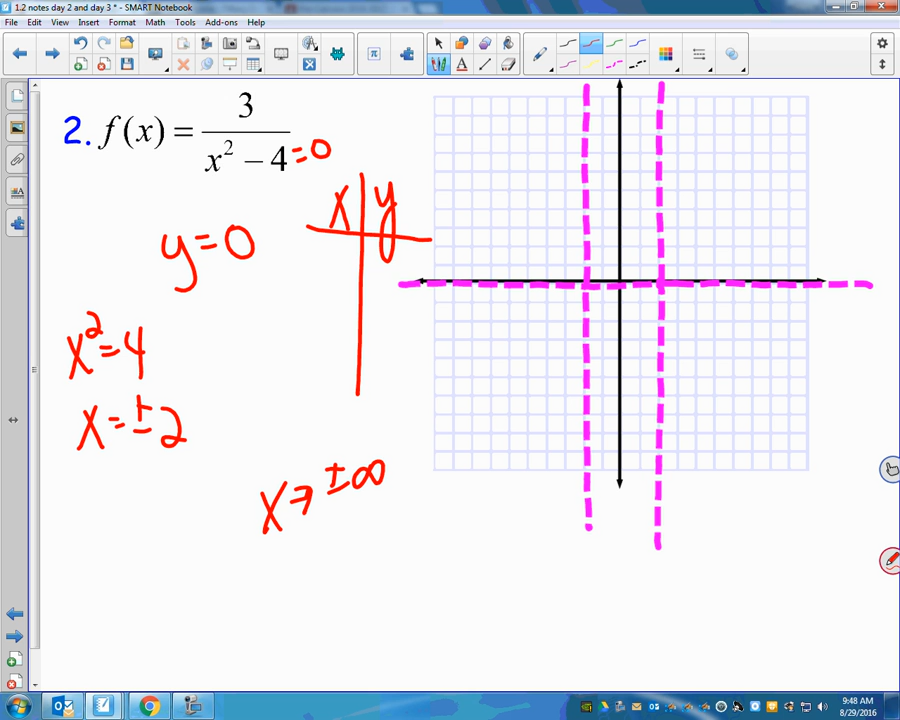 1.2 notes day 2 and day 3 * - SMART Notebook
File Edit View Insert Format Math Tools Add-ons Help
2. f(x) = 3 / (x² − 4) = 0
x y
y = 0
x² = 4
x = ± 2
x → ± ∞
9:48 AM
8/29/2016